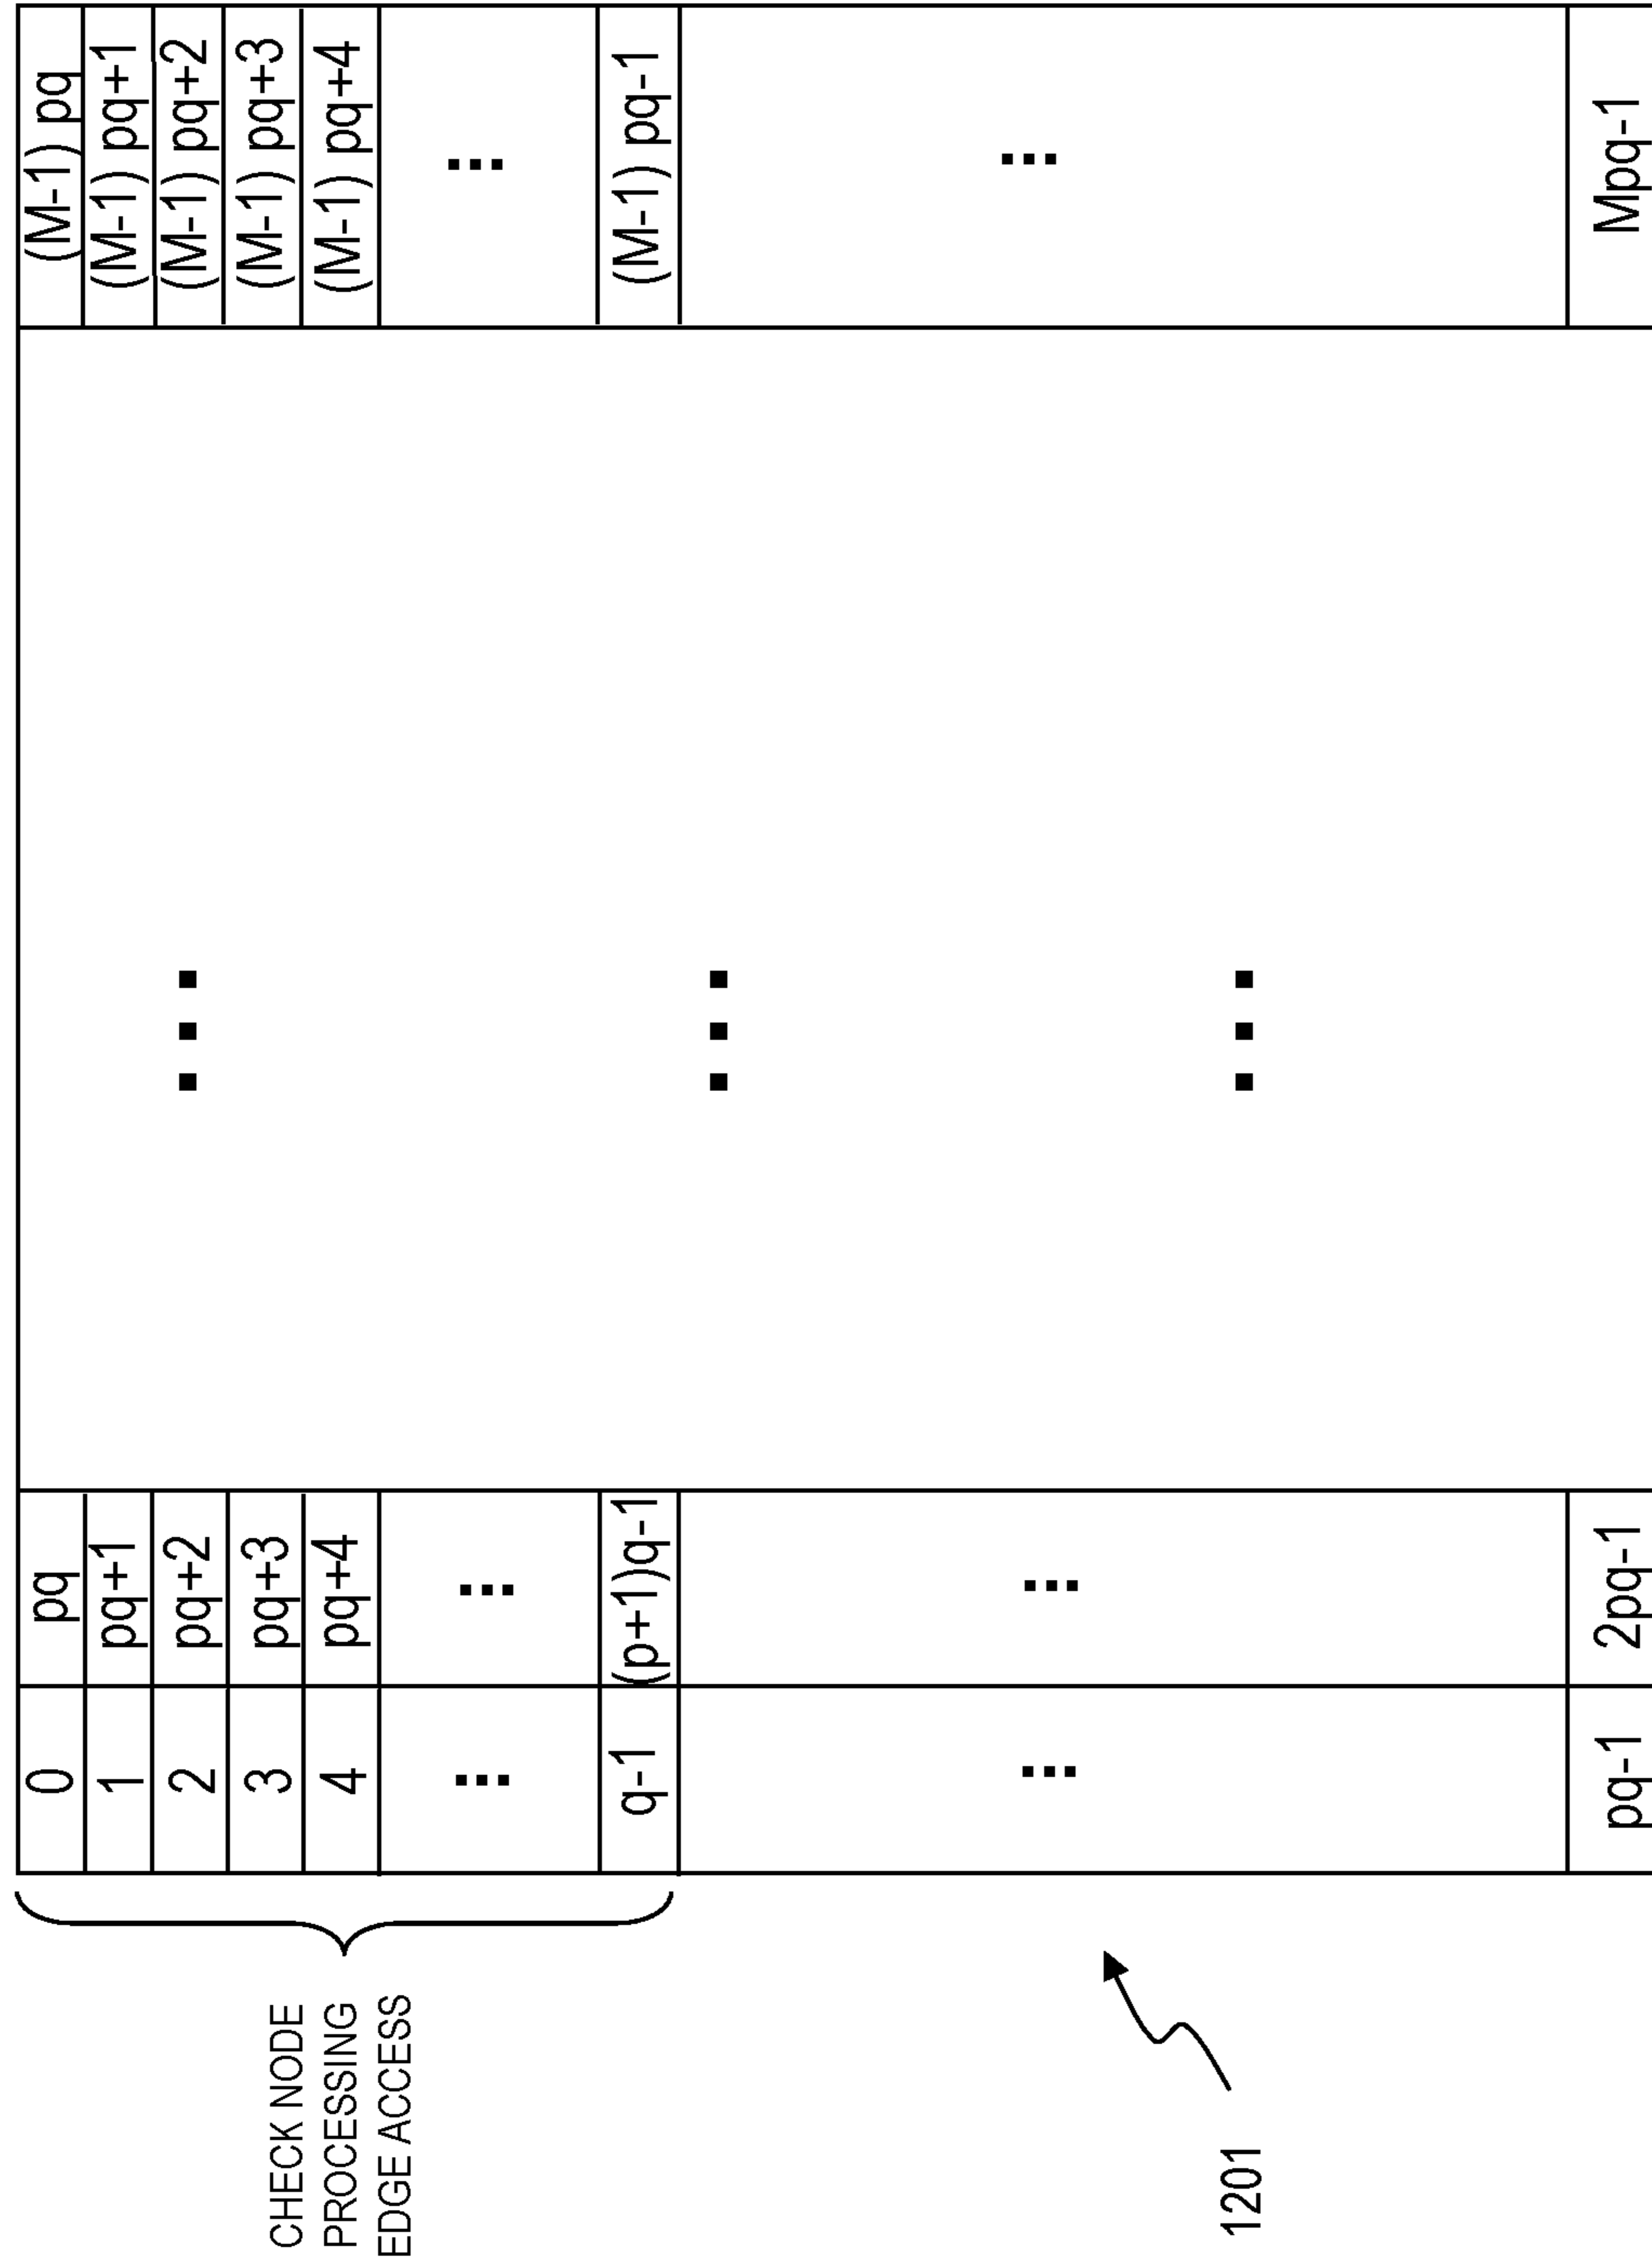 0 pq (M-1) pq
1 pq+1 (M-1) pq+1
2 pq+2 (M-1) pq+2
3 pq+3 (M-1) pq+3
4 pq+4 (M-1) pq+4
CHECK NODE
PROCESSING
EDGE ACCESS
q-1 (p+1)q-1 (M-1) pq-1
1201
pq-1 2pq-1 Mpq-1